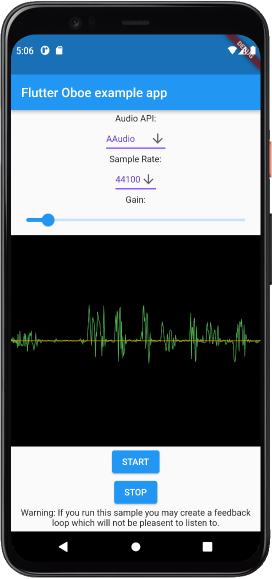 5:06
DEBUG
Flutter Oboe example app
Audio API:
AAudio
Sample Rate:
44100
Gain:
START
STOP
Warning: If you run this sample you may create a feedback
loop which will not be pleasent to listen to.